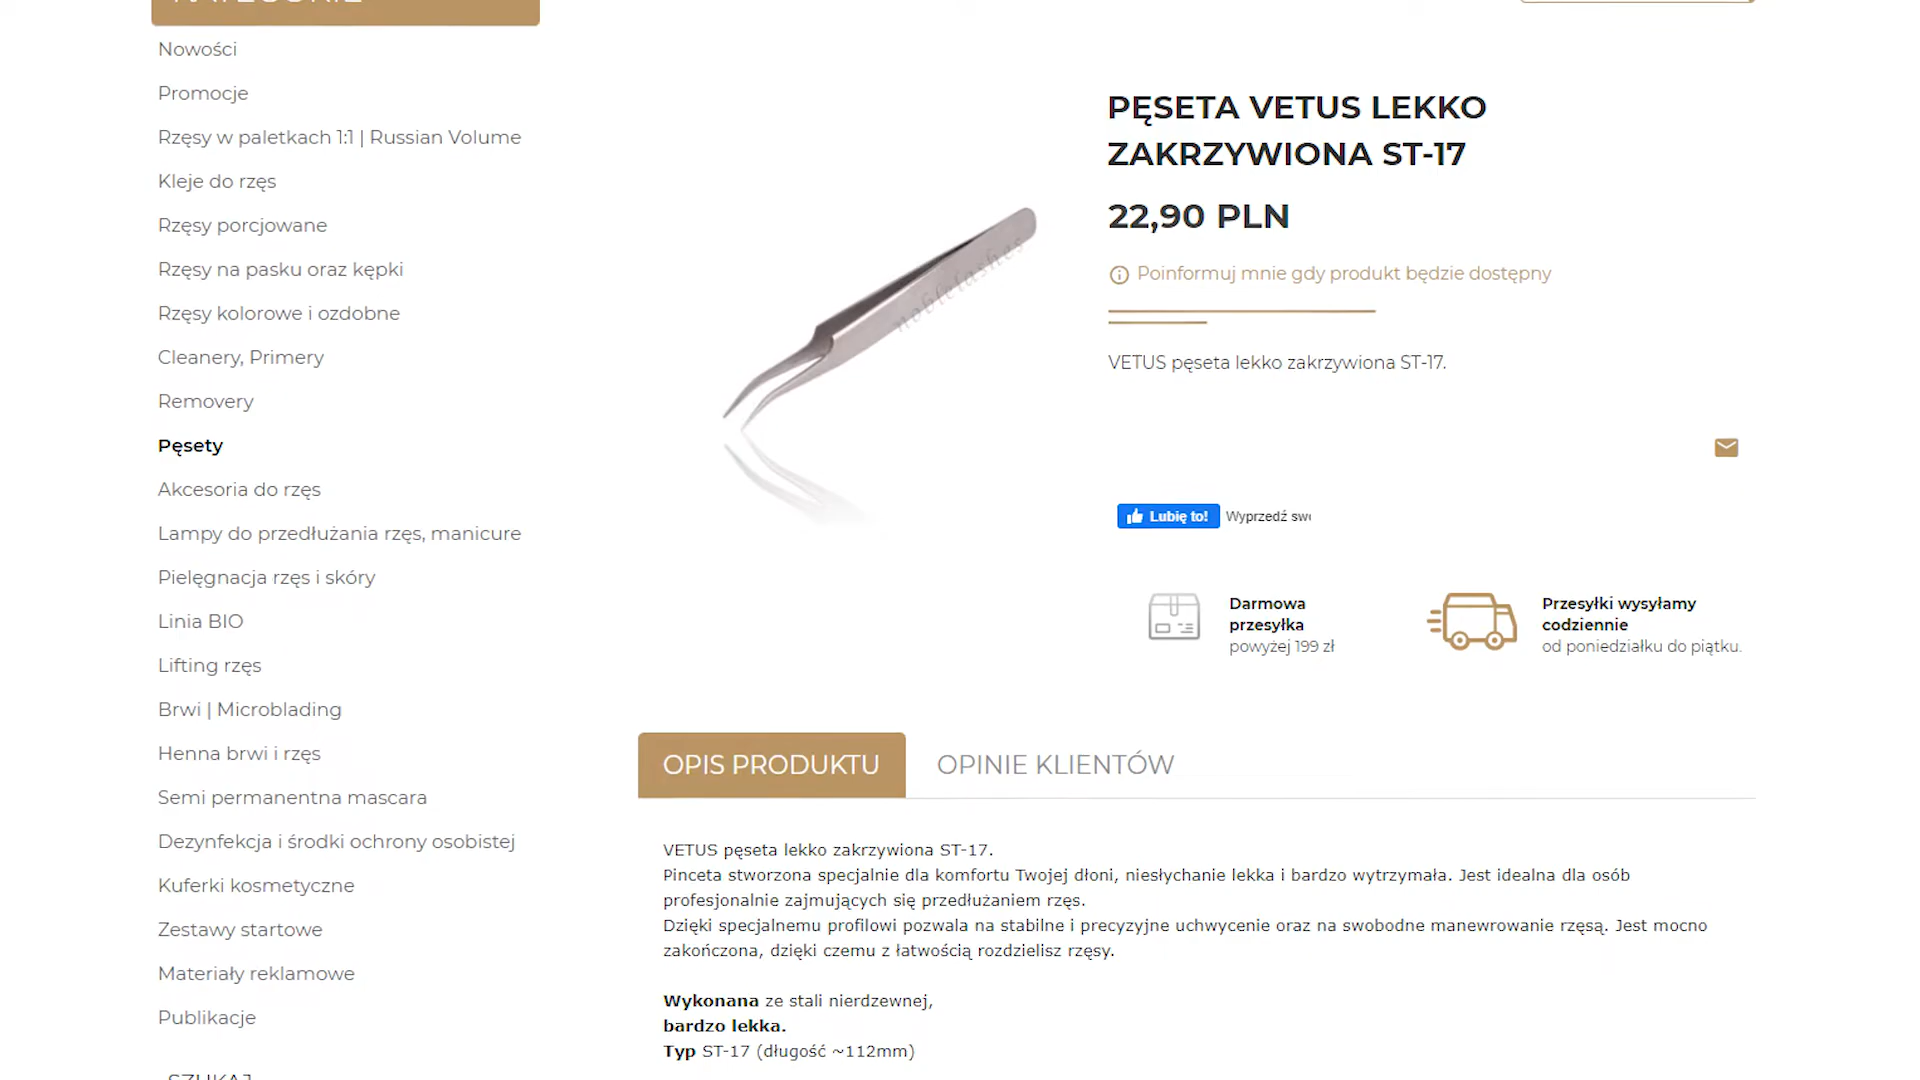 KATEGORIE
Nowości
Promocje
Rzęsy w paletkach 1:1 | Russian Volume
Kleje do rzęs
Rzęsy porcjowane
Rzęsy na pasku oraz kępki
Rzęsy kolorowe i ozdobne
Cleanery, Primery
Removery
Pęsety
Akcesoria do rzęs
Lampy do przedłużania rzęs, manicure
Pielęgnacja rzęs i skóry
Linia BIO
Lifting rzęs
Brwi | Microblading
Henna brwi i rzęs
Semi permanentna mascara
Dezynfekcja i środki ochrony osobistej
Kuferki kosmetyczne
Zestawy startowe
Materiały reklamowe
Publikacje
SZUKAJ
noblelashes
PĘSETA VETUS LEKKO
ZAKRZYWIONA ST-17
22,90 PLN
Poinformuj mnie gdy produkt będzie dostępny
VETUS pęseta lekko zakrzywiona ST-17.
Lubię to! Wyprzedź swo
Darmowa
przesyłka
powyżej 199 zł
Przesyłki wysyłamy
codziennie
od poniedziałku do piątku.
OPIS PRODUKTU
OPINIE KLIENTÓW
VETUS pęseta lekko zakrzywiona ST-17.
Pinceta stworzona specjalnie dla komfortu Twojej dłoni, niesłychanie lekka i bardzo wytrzymała. Jest idealna dla osób
profesjonalnie zajmujących się przedłużaniem rzęs.
Dzięki specjalnemu profilowi pozwala na stabilne i precyzyjne uchwycenie oraz na swobodne manewrowanie rzęsą. Jest mocno
zakończona, dzięki czemu z łatwością rozdzielisz rzęsy.
Wykonana ze stali nierdzewnej,
bardzo lekka.
Typ ST-17 (długość ~112mm)